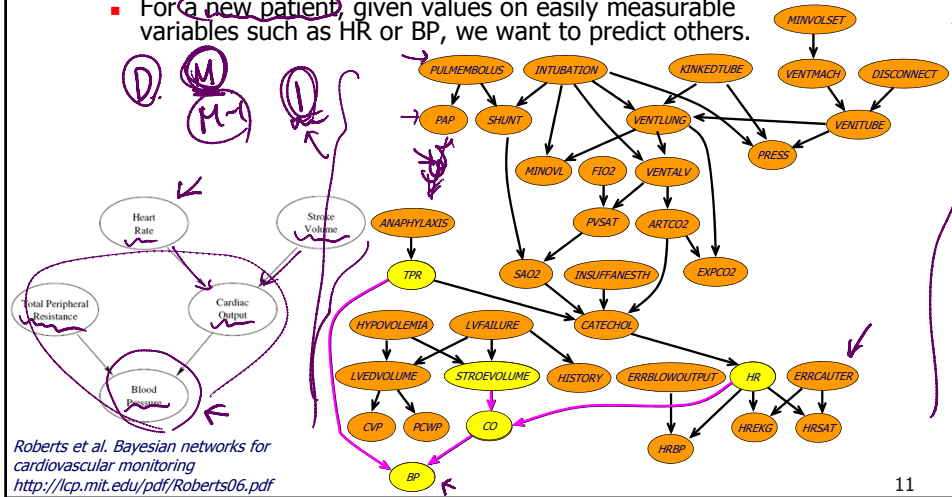 For a new patient, given values on easily measurable
variables such as HR or BP, we want to predict others.
D.
M
M-1
1
Heart
Rate
Stroke
Volume
Total Peripheral
Resistance
Cardiac
Output
Blood
Pressure
MINVOLSET
PULMEMBOLUS
INTUBATION
KINKEDTUBE
VENTMACH
DISCONNECT
PAP
SHUNT
VENTLUNG
VENITUBE
PRESS
MINOVL
FIO2
VENTALV
ANAPHYLAXIS
PVSAT
ARTCO2
TPR
SAO2
INSUFFANESTH
EXPCO2
HYPOVOLEMIA
LVFAILURE
CATECHOL
LVEDVOLUME
STROEVOLUME
HISTORY
ERRBLOWOUTPUT
HR
ERRCAUTER
CVP
PCWP
CO
HRBP
HREKG
HRSAT
BP
Roberts et al. Bayesian networks for
cardiovascular monitoring
http://lcp.mit.edu/pdf/Roberts06.pdf
11